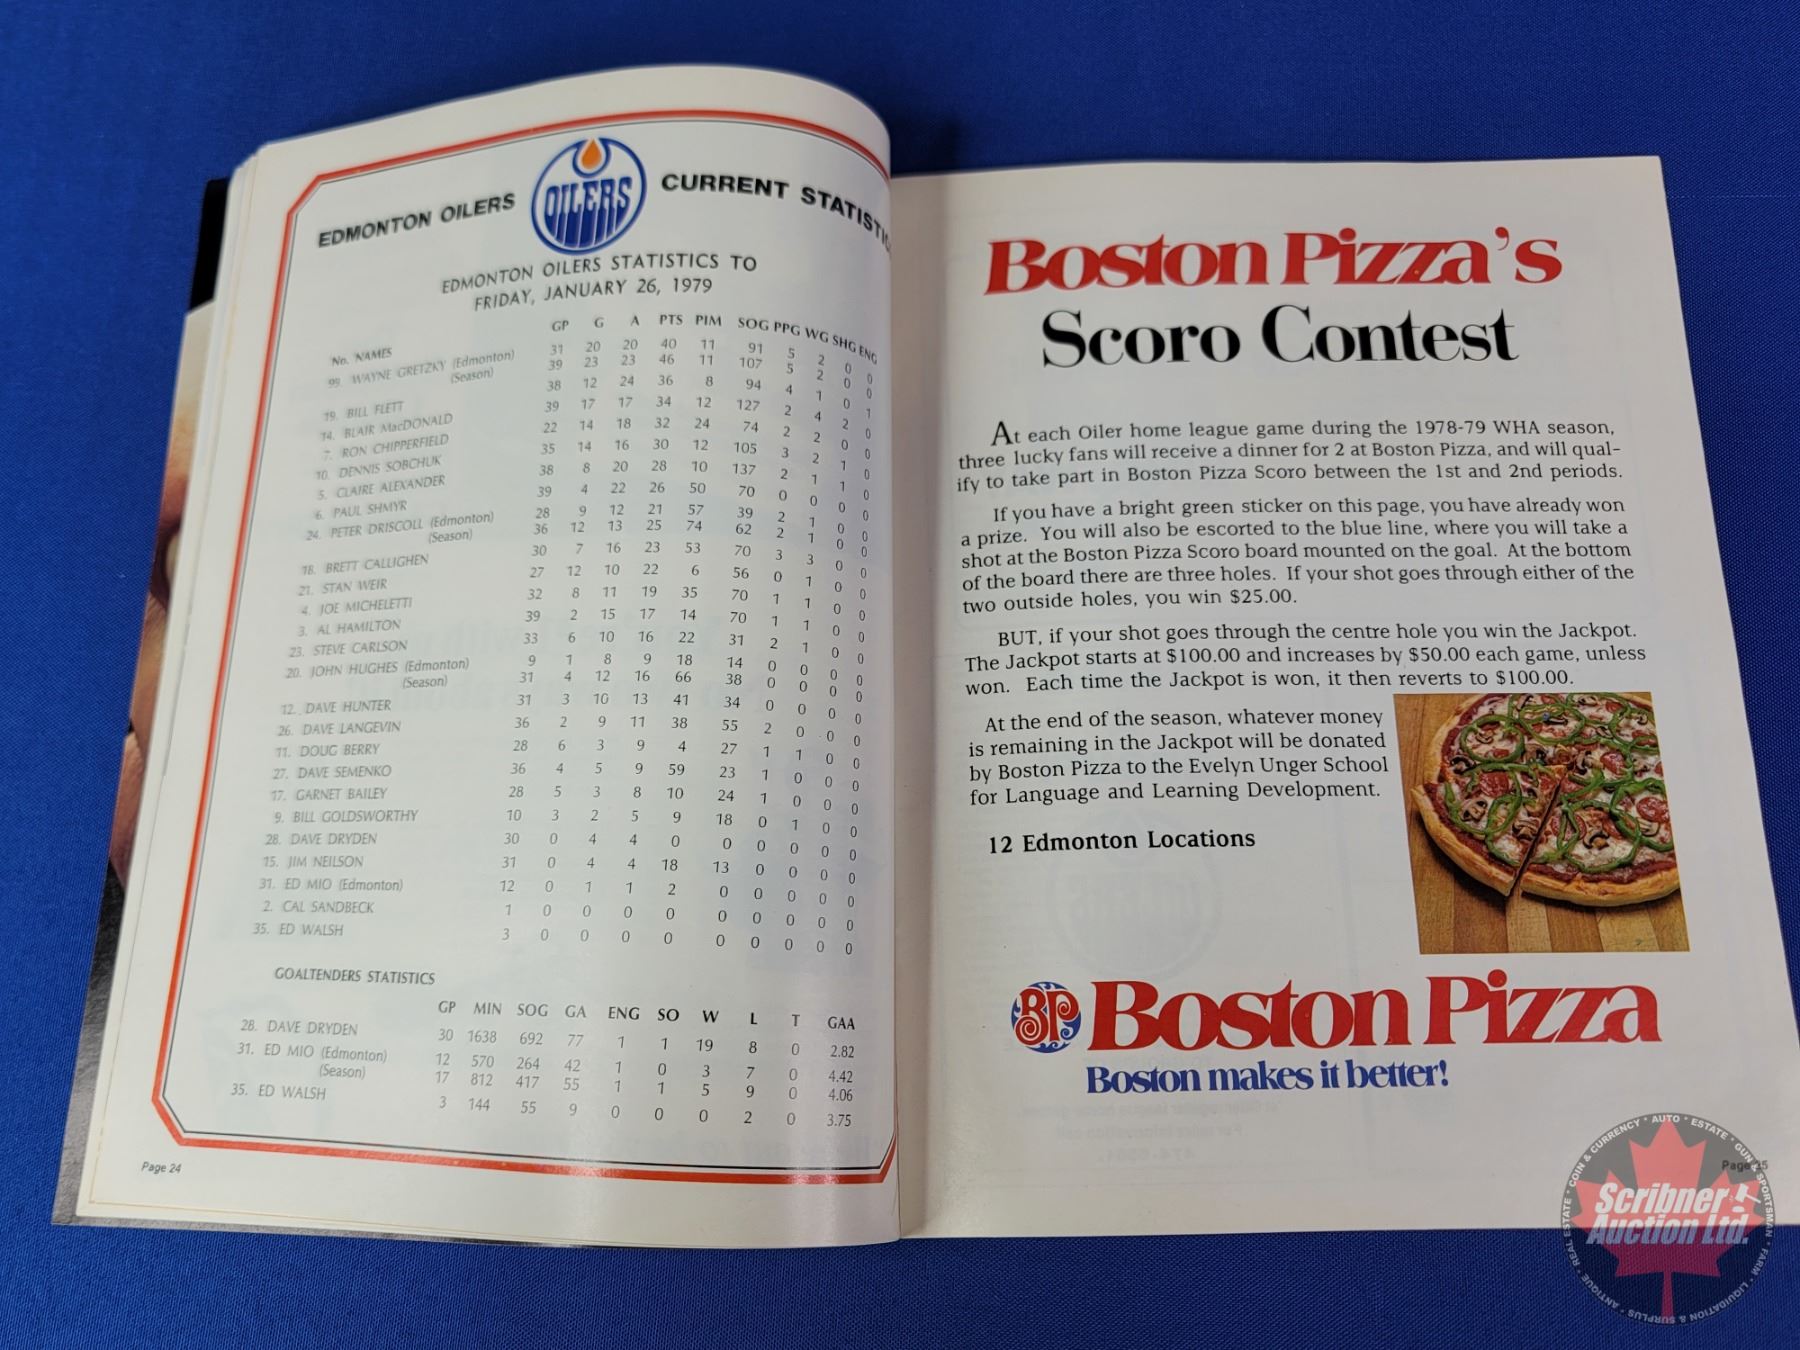 EDMONTON OILERS OILERS CURRENT STATISTIC
EDMONTON OILERS STATISTICS TO
FRIDAY, JANUARY 26, 1979
No. NAMES GP G A PTS PIM SOG PPG WG SHG ENG
99. WAYNE GRETZKY (Edmonton) 31 20 20 40 11 91 5 2 0 0
(Season) 39 23 23 46 11 107 5 2 0 0
19. BILL FLETT 38 12 24 36 8 94 4 1 0 1
14. BLAIR MacDONALD 39 17 17 34 12 127 2 4 2 0
7. RON CHIPPERFIELD 22 14 18 32 24 74 2 2 0 0
10. DENNIS SOBCHUK 35 14 16 30 12 105 3 2 1 0
5. CLAIRE ALEXANDER 38 8 20 28 10 137 2 1 1 0
6. PAUL SHMYR 39 4 22 26 50 70 0 0 0 0
24. PETER DRISCOLL (Edmonton) 28 9 12 21 57 39 2 1 0 0
(Season) 36 12 13 25 74 62 2 1 0 0
18. BRETT CALLIGHEN 30 7 16 23 53 70 3 3 0 0
21. STAN WEIR 27 12 10 22 6 56 0 1 0 0
4. JOE MICHELETTI 32 8 11 19 35 70 1 1 0 0
3. AL HAMILTON 39 2 15 17 14 70 1 1 0 0
23. STEVE CARLSON 33 6 10 16 22 31 2 1 0 0
20. JOHN HUGHES (Edmonton) 9 1 8 9 18 14 0 0 0 0
(Season) 31 4 12 16 66 38 0 0 0 0
12. DAVE HUNTER 31 3 10 13 41 34 0 0 0 0
26. DAVE LANGEVIN 36 2 9 11 38 55 2 0 0 0
11. DOUG BERRY 28 6 3 9 4 27 1 1 0 0
27. DAVE SEMENKO 36 4 5 9 59 23 1 0 0 0
17. GARNET BAILEY 28 5 3 8 10 24 1 0 0 0
9. BILL GOLDSWORTHY 10 3 2 5 9 18 0 1 0 0
28. DAVE DRYDEN 30 0 4 4 0 0 0 0 0 0
15. JIM NEILSON 31 0 4 4 18 13 0 0 0 0
31. ED MIO (Edmonton) 12 0 1 1 2 0 0 0 0 0
2. CAL SANDBECK 1 0 0 0 0 0 0 0 0 0
35. ED WALSH 3 0 0 0 0 0 0 0 0 0
GOALTENDERS STATISTICS
GP MIN SOG GA ENG SO W L T GAA
28. DAVE DRYDEN 30 1638 692 77 1 1 19 8 0 2.82
31. ED MIO (Edmonton) 12 570 264 42 1 0 3 7 0 4.42
(Season) 17 812 417 55 1 1 5 9 0 4.06
35. ED WALSH 3 144 55 9 0 0 0 2 0 3.75
Page 24
Boston Pizza's
Scoro Contest
At each Oiler home league game during the 1978-79 WHA season,
three lucky fans will receive a dinner for 2 at Boston Pizza, and will qual-
ify to take part in Boston Pizza Scoro between the 1st and 2nd periods.
If you have a bright green sticker on this page, you have already won
a prize. You will also be escorted to the blue line, where you will take a
shot at the Boston Pizza Scoro board mounted on the goal. At the bottom
of the board there are three holes. If your shot goes through either of the
two outside holes, you win $25.00.
BUT, if your shot goes through the centre hole you win the Jackpot.
The Jackpot starts at $100.00 and increases by $50.00 each game, unless
won. Each time the Jackpot is won, it then reverts to $100.00.
At the end of the season, whatever money
is remaining in the Jackpot will be donated
by Boston Pizza to the Evelyn Unger School
for Language and Learning Development.
12 Edmonton Locations
BP Boston Pizza
Boston makes it better!
Page
Scribner
Auction Ltd.
COIN & CURRENCY · AUTO · ESTATE · GUN & SPORTSMAN · FARM · LIQUIDATION & SURPLUS · ANTIQUE · REAL ESTATE ·